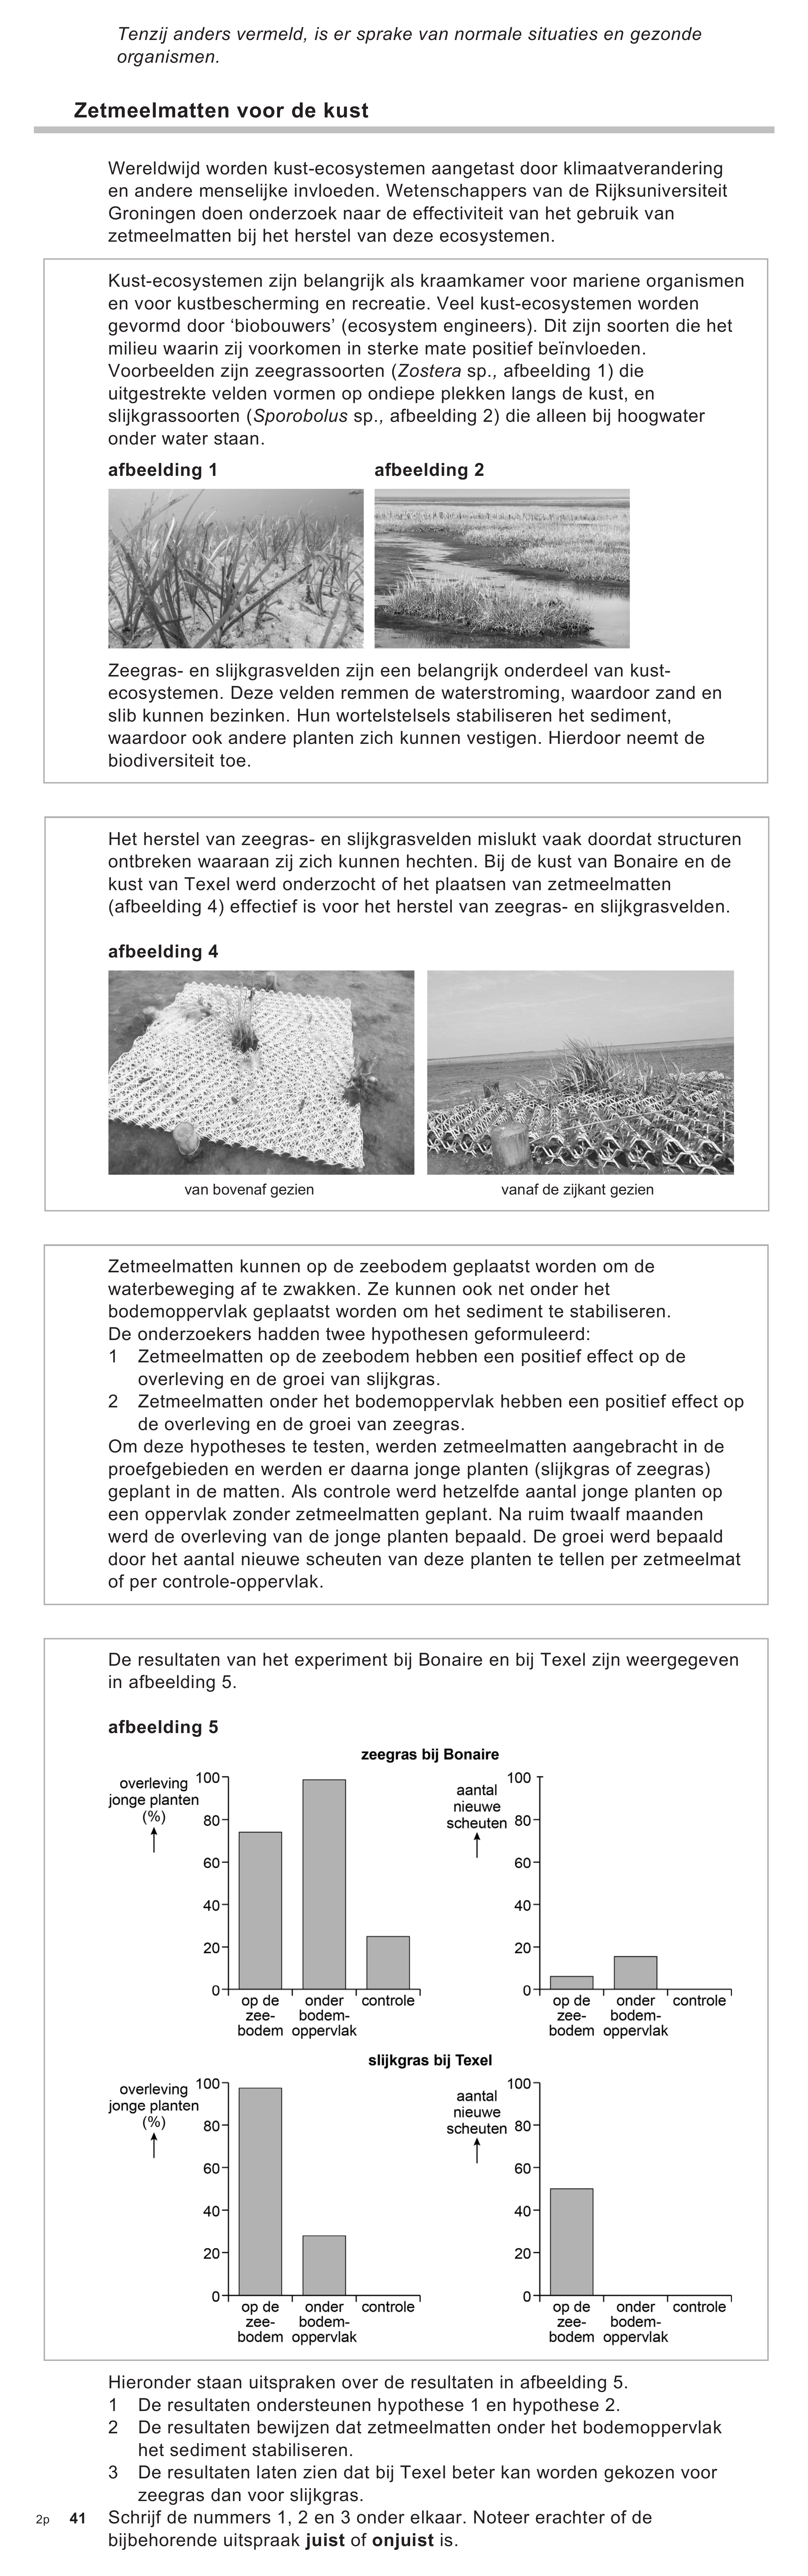 Tenzij anders vermeld, is er sprake van normale situaties en gezonde
organismen.
Zetmeelmatten voor de kust
Wereldwijd worden kust-ecosystemen aangetast door klimaatverandering
en andere menselijke invloeden. Wetenschappers van de Rijksuniversiteit
Groningen doen onderzoek naar de effectiviteit van het gebruik van
zetmeelmatten bij het herstel van deze ecosystemen.
Kust-ecosystemen zijn belangrijk als kraamkamer voor mariene organismen
en voor kustbescherming en recreatie. Veel kust-ecosystemen worden
gevormd door ‘biobouwers’ (ecosystem engineers). Dit zijn soorten die het
milieu waarin zij voorkomen in sterke mate positief beïnvloeden.
Voorbeelden zijn zeegrassoorten (Zostera sp., afbeelding 1) die
uitgestrekte velden vormen op ondiepe plekken langs de kust, en
slijkgrassoorten (Sporobolus sp., afbeelding 2) die alleen bij hoogwater
onder water staan.
afbeelding 1 afbeelding 2
Zeegras- en slijkgrasvelden zijn een belangrijk onderdeel van kust-
ecosystemen. Deze velden remmen de waterstroming, waardoor zand en
slib kunnen bezinken. Hun wortelstelsels stabiliseren het sediment,
waardoor ook andere planten zich kunnen vestigen. Hierdoor neemt de
biodiversiteit toe.
Het herstel van zeegras- en slijkgrasvelden mislukt vaak doordat structuren
ontbreken waaraan zij zich kunnen hechten. Bij de kust van Bonaire en de
kust van Texel werd onderzocht of het plaatsen van zetmeelmatten
(afbeelding 4) effectief is voor het herstel van zeegras- en slijkgrasvelden.
afbeelding 4
van bovenaf gezien vanaf de zijkant gezien
Zetmeelmatten kunnen op de zeebodem geplaatst worden om de
waterbeweging af te zwakken. Ze kunnen ook net onder het
bodemoppervlak geplaatst worden om het sediment te stabiliseren.
De onderzoekers hadden twee hypothesen geformuleerd:
1 Zetmeelmatten op de zeebodem hebben een positief effect op de
overleving en de groei van slijkgras.
2 Zetmeelmatten onder het bodemoppervlak hebben een positief effect op
de overleving en de groei van zeegras.
Om deze hypotheses te testen, werden zetmeelmatten aangebracht in de
proefgebieden en werden er daarna jonge planten (slijkgras of zeegras)
geplant in de matten. Als controle werd hetzelfde aantal jonge planten op
een oppervlak zonder zetmeelmatten geplant. Na ruim twaalf maanden
werd de overleving van de jonge planten bepaald. De groei werd bepaald
door het aantal nieuwe scheuten van deze planten te tellen per zetmeelmat
of per controle-oppervlak.
De resultaten van het experiment bij Bonaire en bij Texel zijn weergegeven
in afbeelding 5.
afbeelding 5
zeegras bij Bonaire
overleving
jonge planten
(%)
100
80
60
40
20
0
op de
zee-
bodem
onder
bodem-
oppervlak
controle
aantal
nieuwe
scheuten
100
80
60
40
20
0
op de
zee-
bodem
onder
bodem-
oppervlak
controle
slijkgras bij Texel
overleving
jonge planten
(%)
100
80
60
40
20
0
op de
zee-
bodem
onder
bodem-
oppervlak
controle
aantal
nieuwe
scheuten
100
80
60
40
20
0
op de
zee-
bodem
onder
bodem-
oppervlak
controle
Hieronder staan uitspraken over de resultaten in afbeelding 5.
1 De resultaten ondersteunen hypothese 1 en hypothese 2.
2 De resultaten bewijzen dat zetmeelmatten onder het bodemoppervlak
het sediment stabiliseren.
3 De resultaten laten zien dat bij Texel beter kan worden gekozen voor
zeegras dan voor slijkgras.
2p 41 Schrijf de nummers 1, 2 en 3 onder elkaar. Noteer erachter of de
bijbehorende uitspraak juist of onjuist is.